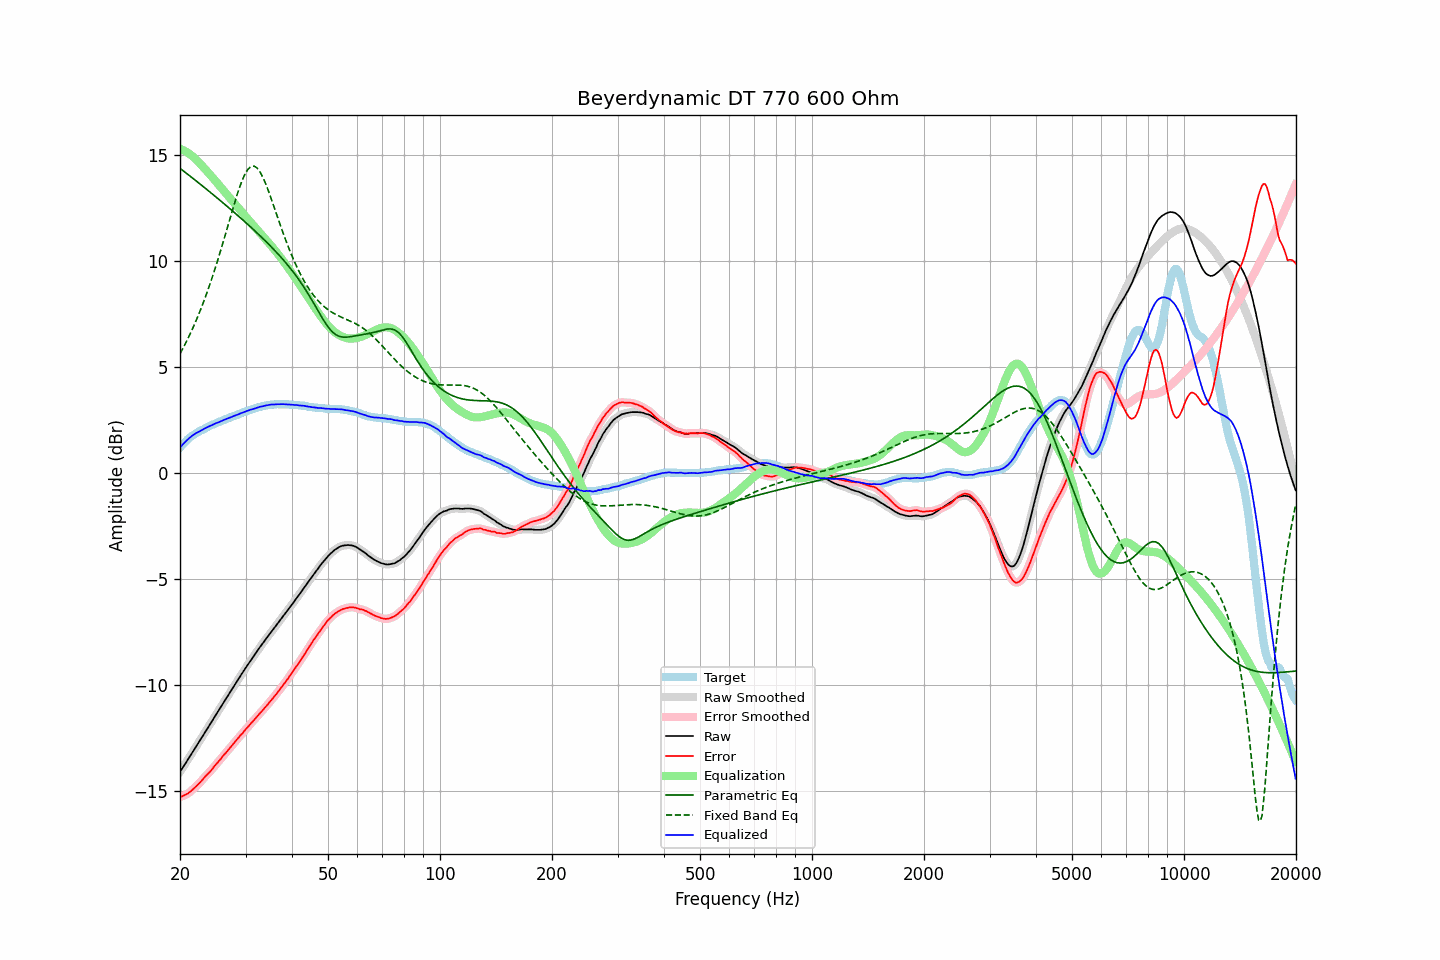 Beyerdynamic DT 770 600 Ohm
Amplitude (dBr)
15
10
5
0
−5
−10
−15
Target
Raw Smoothed
Error Smoothed
Raw
Error
Equalization
Parametric Eq
Fixed Band Eq
Equalized
20 50 100 200 500 1000 2000 5000 10000 20000
Frequency (Hz)